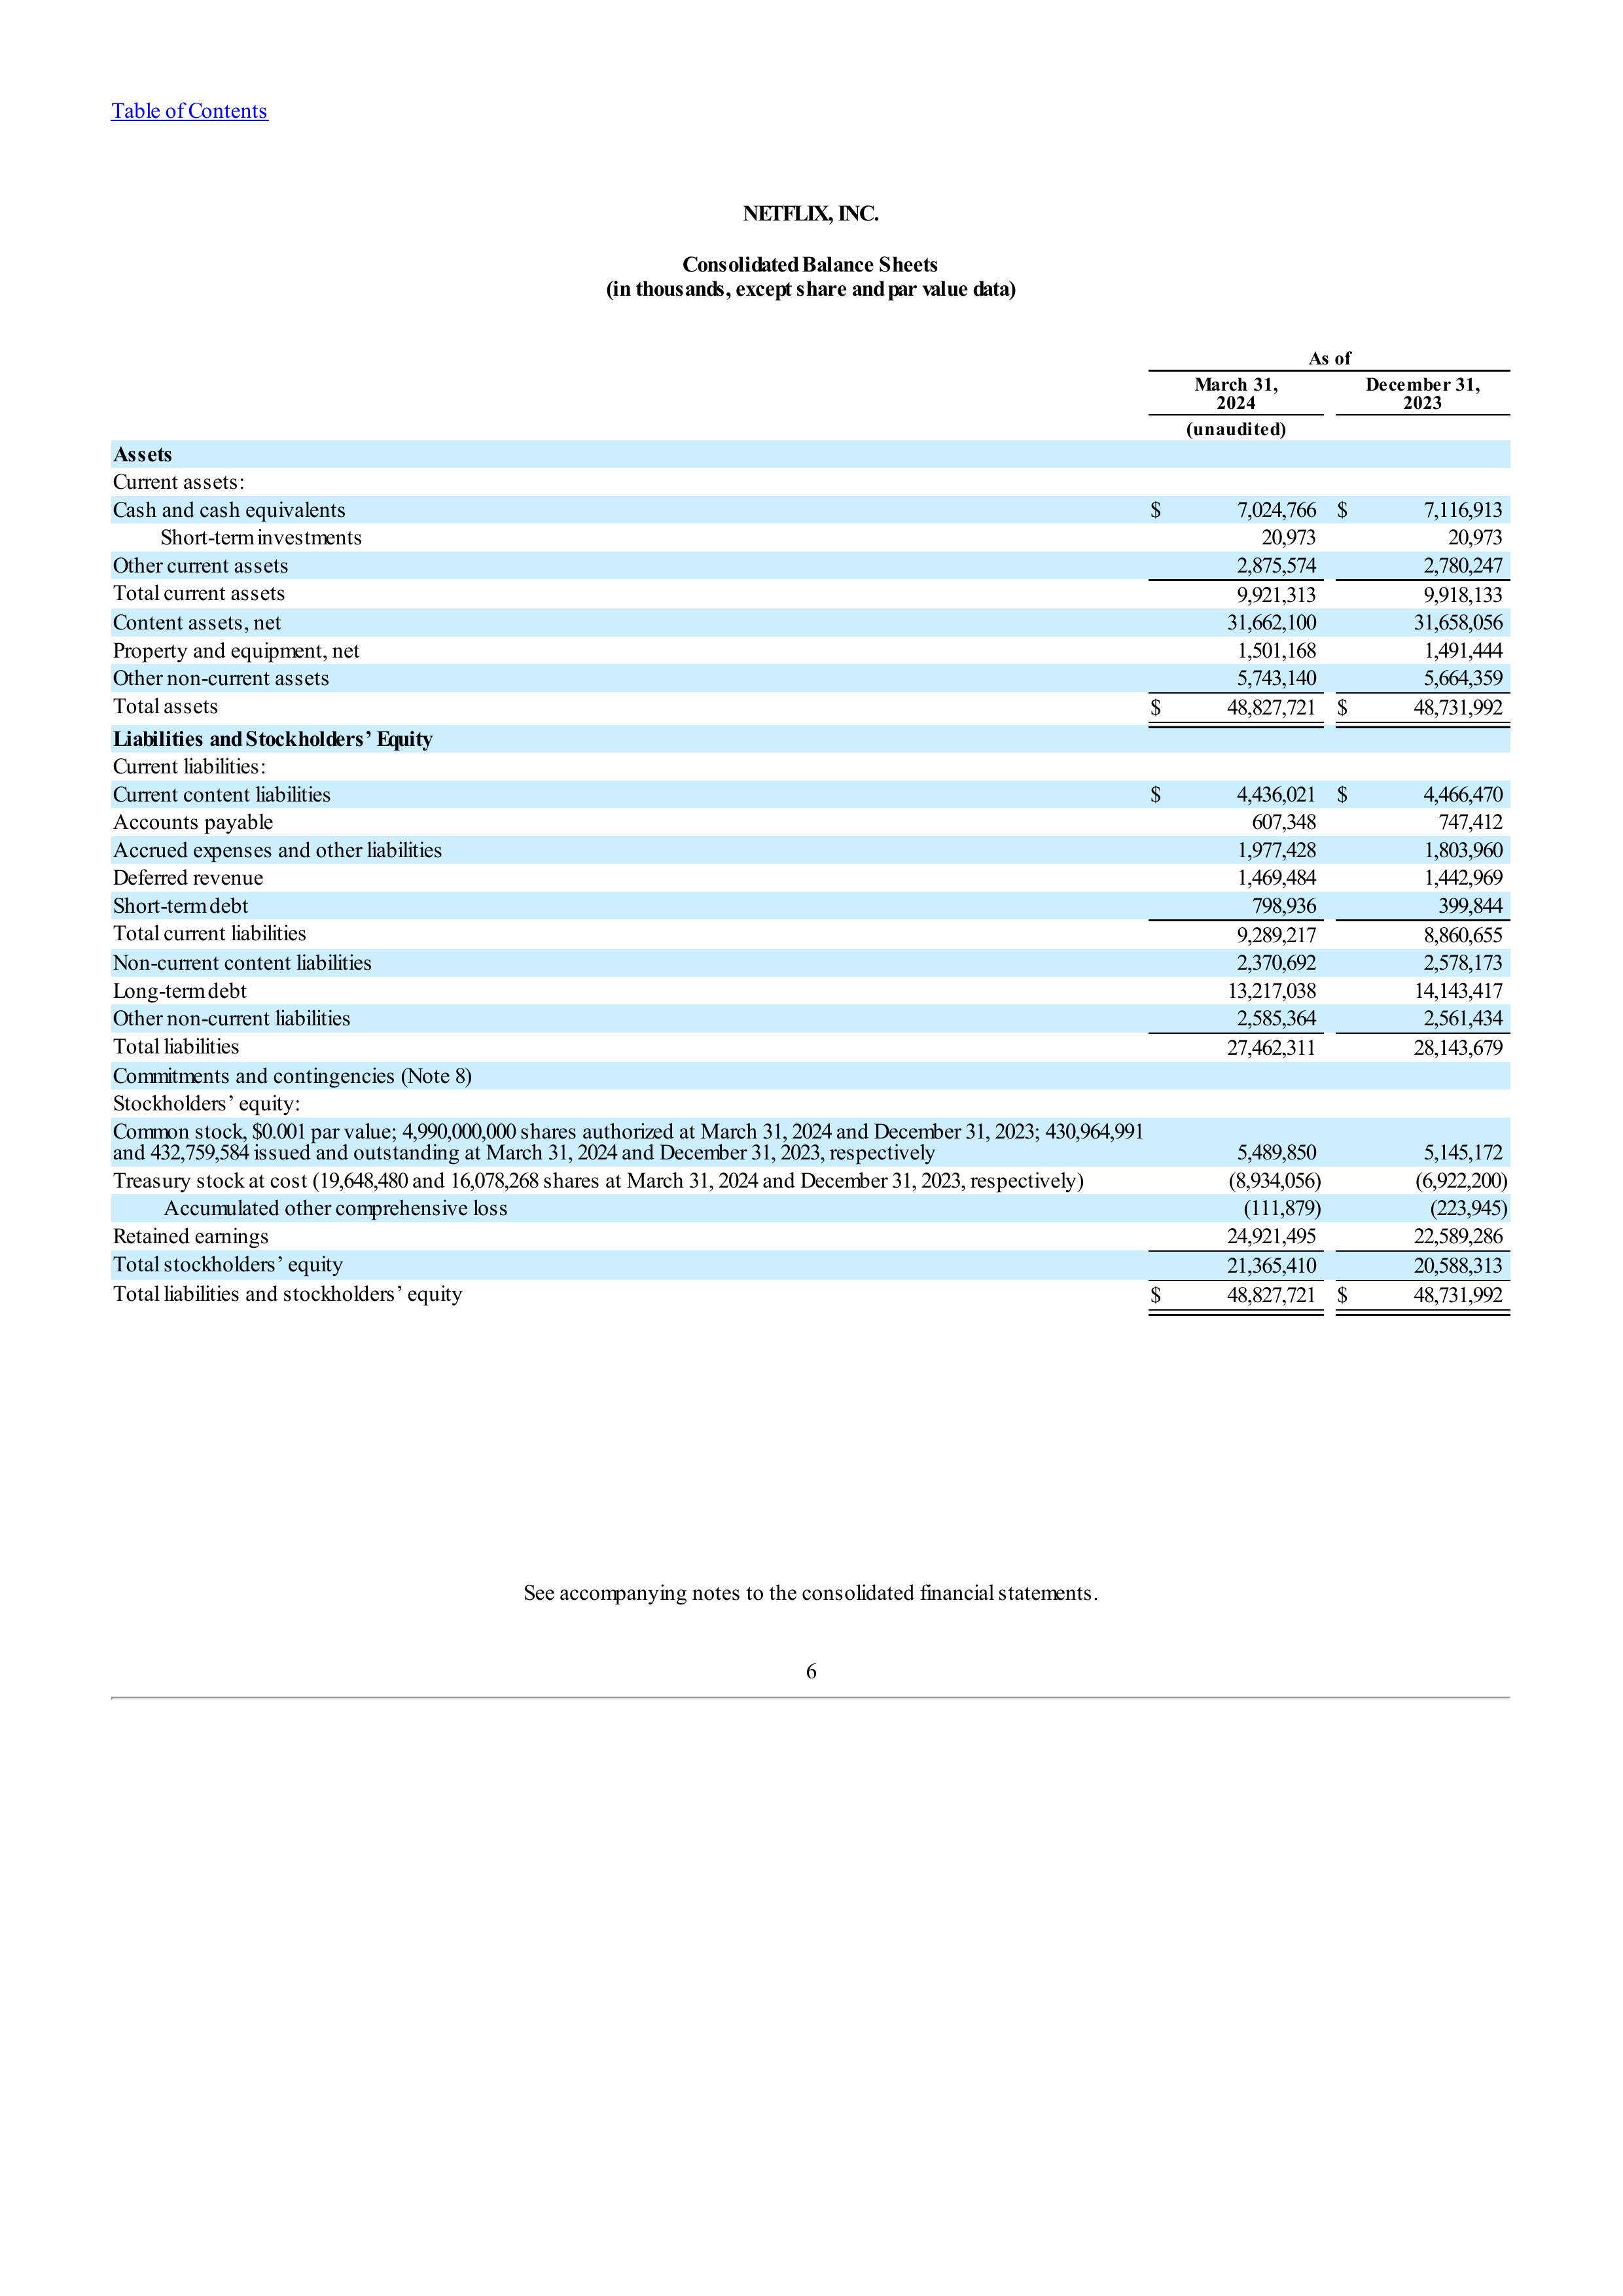 Table of Contents
NETFLIX, INC.
Consolidated Balance Sheets
(in thousands, except share and par value data)
As of
March 31, 2024 December 31, 2023
(unaudited)
Assets
Current assets:
Cash and cash equivalents $ 7,024,766 $ 7,116,913
Short-term investments 20,973 20,973
Other current assets 2,875,574 2,780,247
Total current assets 9,921,313 9,918,133
Content assets, net 31,662,100 31,658,056
Property and equipment, net 1,501,168 1,491,444
Other non-current assets 5,743,140 5,664,359
Total assets $ 48,827,721 $ 48,731,992
Liabilities and Stockholders’ Equity
Current liabilities:
Current content liabilities $ 4,436,021 $ 4,466,470
Accounts payable 607,348 747,412
Accrued expenses and other liabilities 1,977,428 1,803,960
Deferred revenue 1,469,484 1,442,969
Short-term debt 798,936 399,844
Total current liabilities 9,289,217 8,860,655
Non-current content liabilities 2,370,692 2,578,173
Long-term debt 13,217,038 14,143,417
Other non-current liabilities 2,585,364 2,561,434
Total liabilities 27,462,311 28,143,679
Commitments and contingencies (Note 8)
Stockholders’ equity:
Common stock, $0.001 par value; 4,990,000,000 shares authorized at March 31, 2024 and December 31, 2023; 430,964,991
and 432,759,584 issued and outstanding at March 31, 2024 and December 31, 2023, respectively 5,489,850 5,145,172
Treasury stock at cost (19,648,480 and 16,078,268 shares at March 31, 2024 and December 31, 2023, respectively) (8,934,056) (6,922,200)
Accumulated other comprehensive loss (111,879) (223,945)
Retained earnings 24,921,495 22,589,286
Total stockholders’ equity 21,365,410 20,588,313
Total liabilities and stockholders’ equity $ 48,827,721 $ 48,731,992
See accompanying notes to the consolidated financial statements.
6